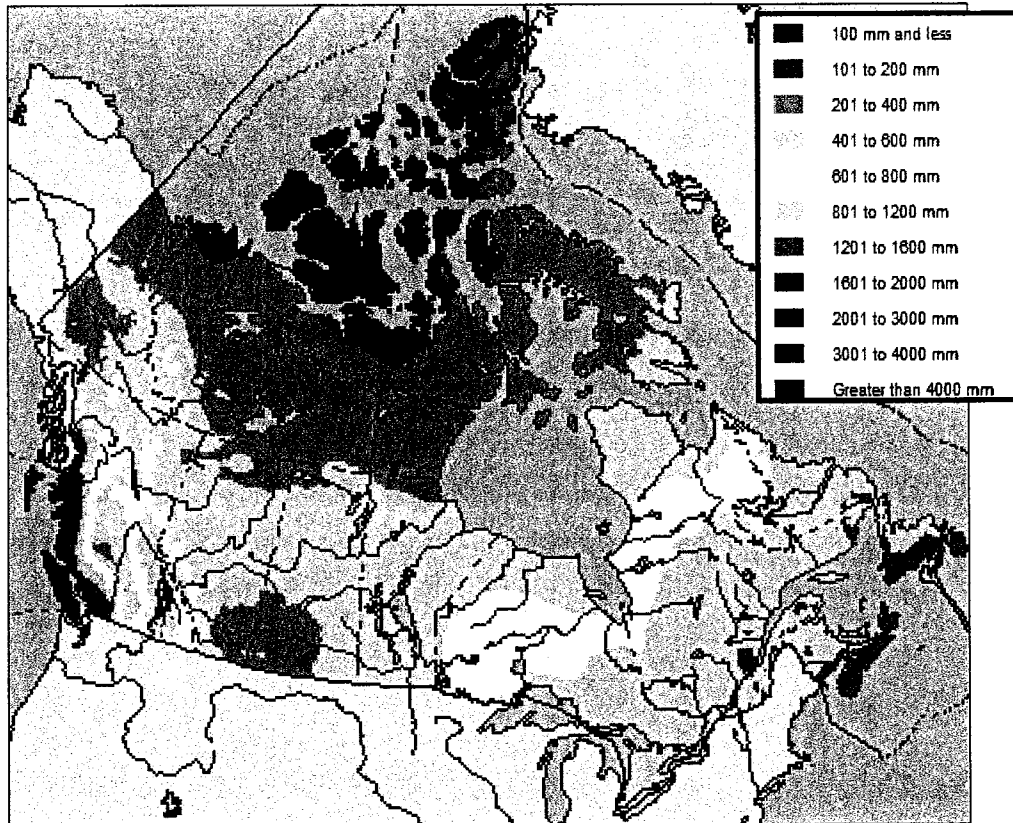 100 mm and less
101 to 200 mm
201 to 400 mm
401 to 600 mm
601 to 800 mm
801 to 1200 mm
1201 to 1600 mm
1601 to 2000 mm
2001 to 3000 mm
3001 to 4000 mm
Greater than 4000 mm